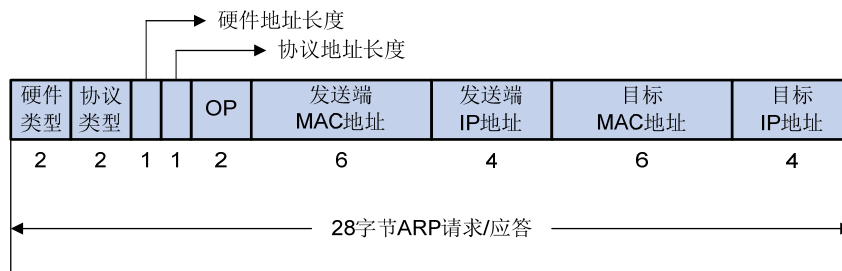 硬件地址长度
协议地址长度
硬件 协议 OP 发送端 发送端 目标 目标
类型 类型 MAC地址 IP地址 MAC地址 IP地址
2 2 1 1 2 6 4 6 4
28字节ARP请求/应答